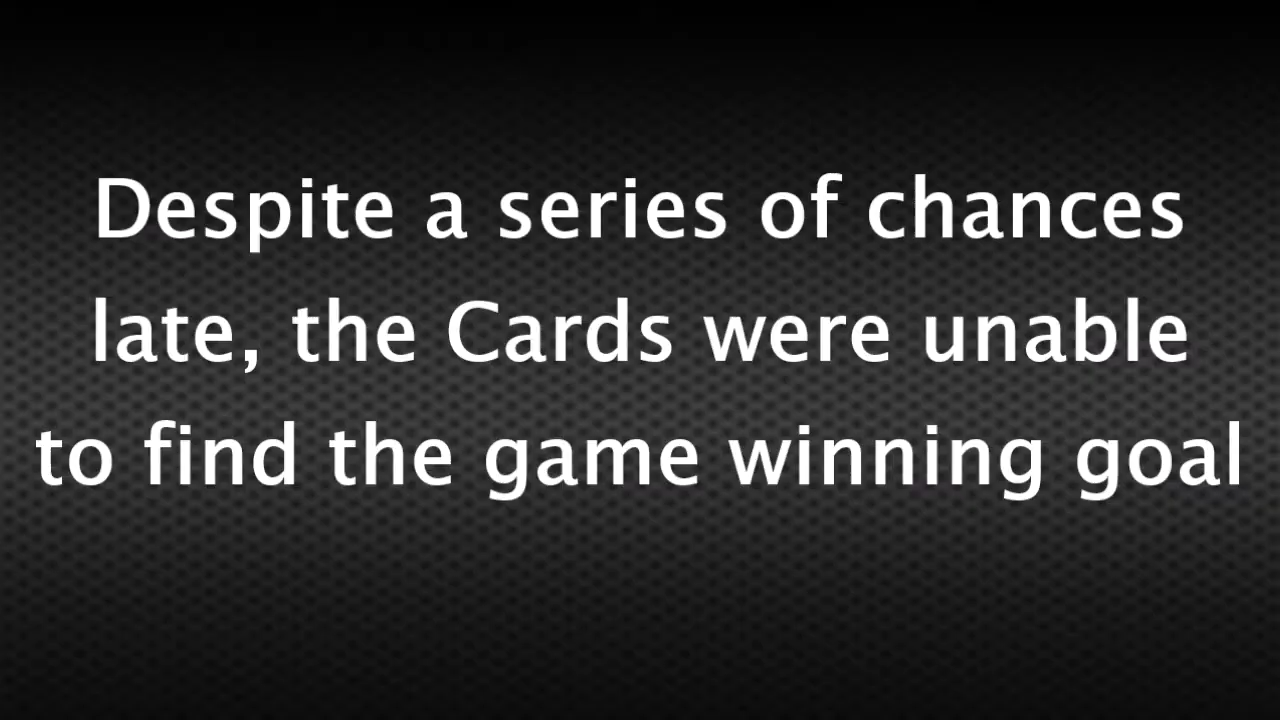 Despite a series of chances
late, the Cards were unable
to find the game winning goal